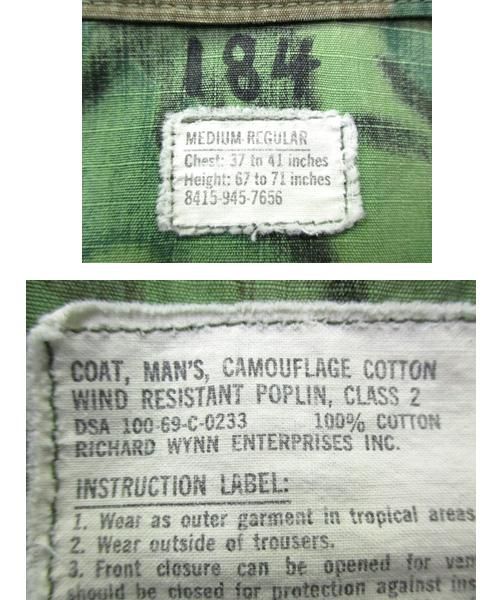 184
MEDIUM-REGULAR
Chest: 37 to 41 inches
Height: 67 to 71 inches
8415-945-7656
COAT, MAN'S, CAMOUFLAGE COTTON
WIND RESISTANT POPLIN, CLASS 2
DSA 100-69-C-0233 100% COTTON
RICHARD WYNN ENTERPRISES INC.
INSTRUCTION LABEL:
1. Wear as outer garment in tropical areas
2. Wear outside of trousers.
3. Front closure can be opened for ven
should be closed for protection against ins